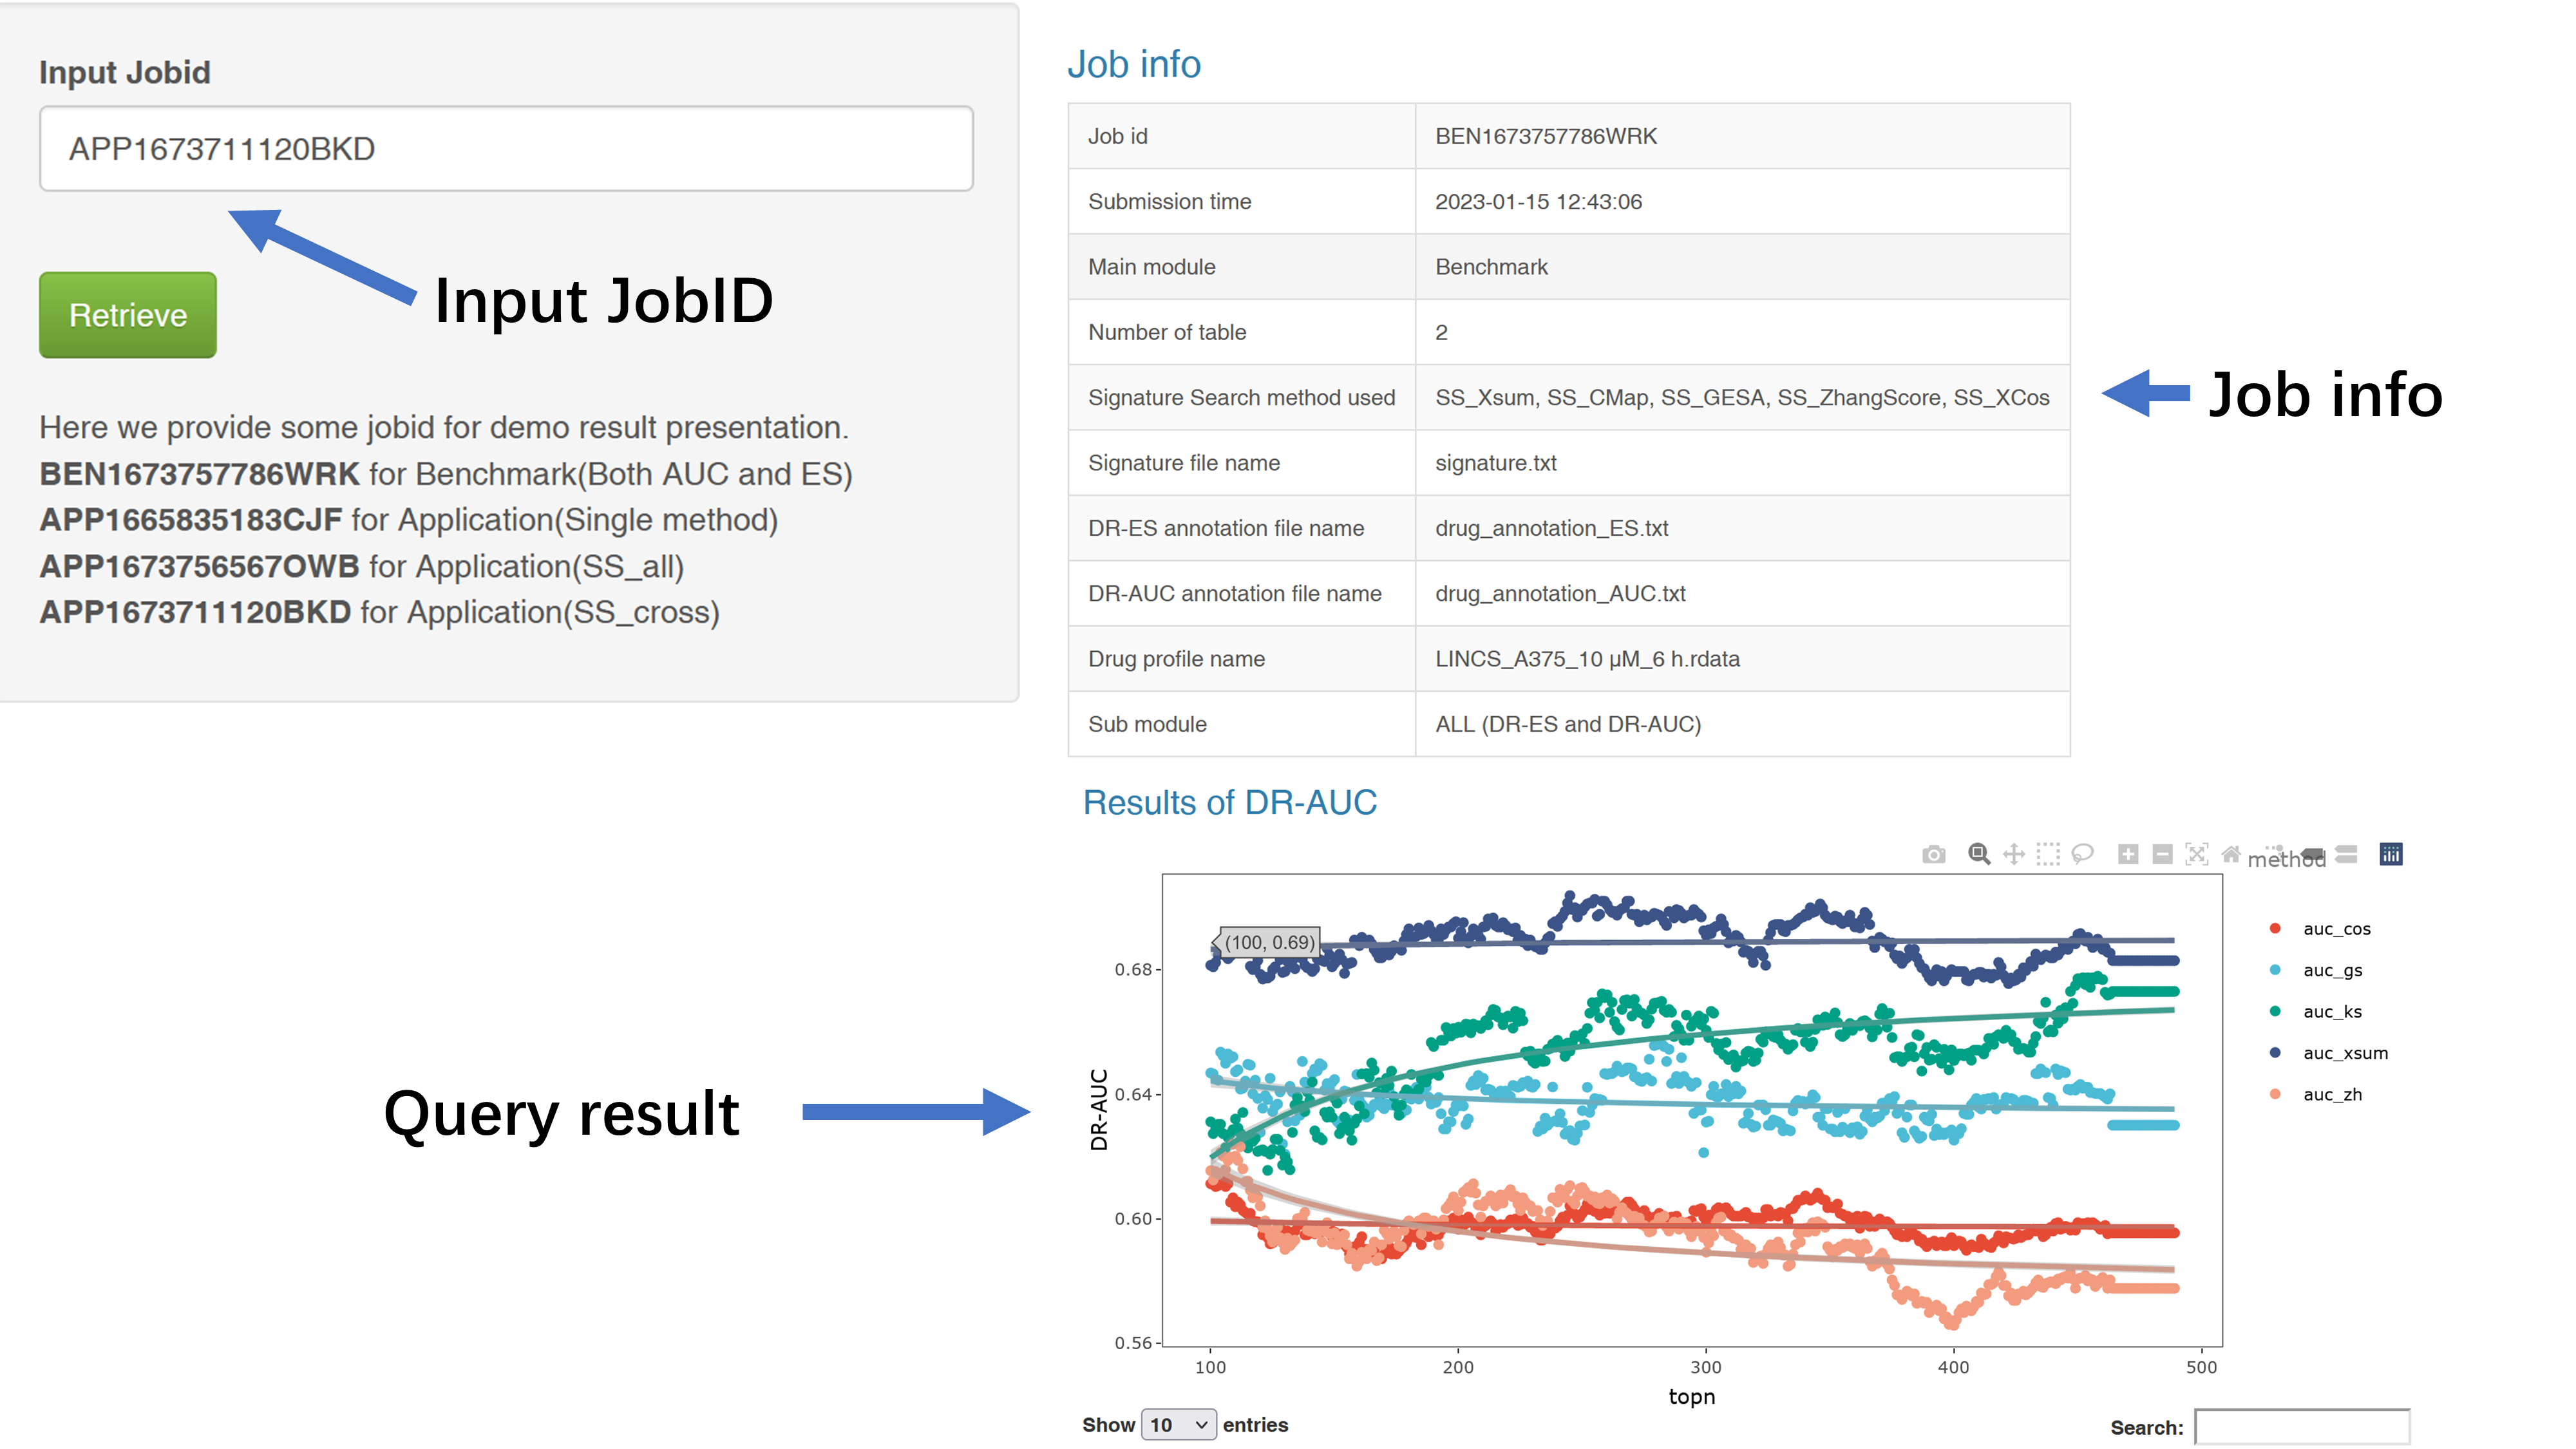 Input Jobid
APP1673711120BKD
Input JobID
Retrieve
Here we provide some jobid for demo result presentation.
BEN1673757786WRK for Benchmark(Both AUC and ES)
APP1665835183CJF for Application(Single method)
APP1673756567OWB for Application(SS_all)
APP1673711120BKD for Application(SS_cross)
Job info
Job id BEN1673757786WRK
Submission time 2023-01-15 12:43:06
Main module Benchmark
Number of table 2
Signature Search method used SS_Xsum, SS_CMap, SS_GESA, SS_ZhangScore, SS_XCos
Signature file name signature.txt
DR-ES annotation file name drug_annotation_ES.txt
DR-AUC annotation file name drug_annotation_AUC.txt
Drug profile name LINCS_A375_10 µM_6 h.rdata
Sub module ALL (DR-ES and DR-AUC)
Job info
Results of DR-AUC
Query result
method
(100, 0.69)
auc_cos
auc_gs
auc_ks
auc_xsum
auc_zh
DR-AUC
0.68
0.64
0.60
0.56
100 200 300 400 500
topn
Show 10 entries
Search: